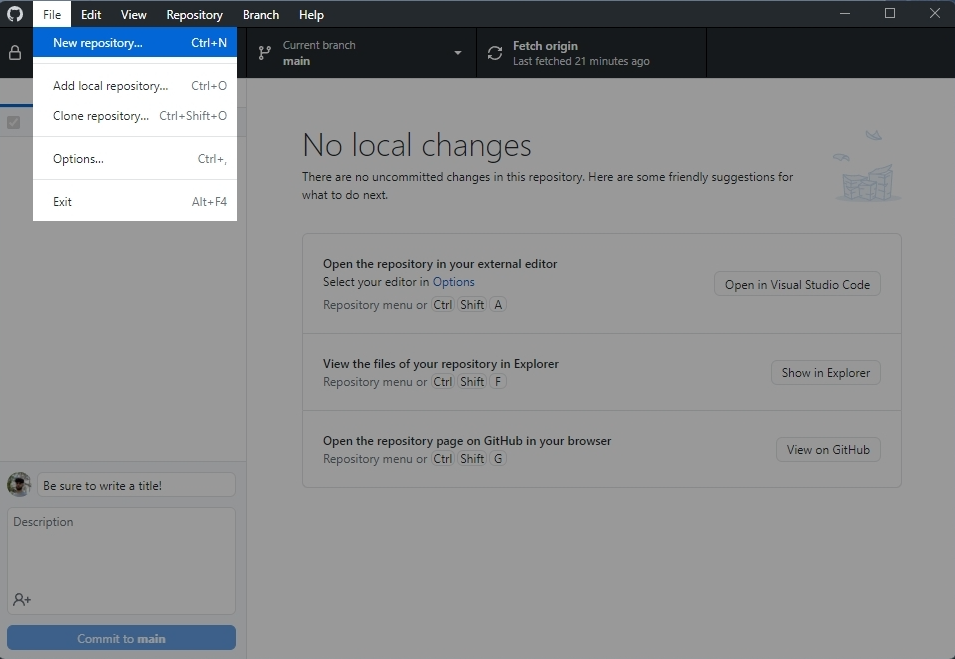 File Edit View Repository Branch Help
New repository... Ctrl+N
Add local repository... Ctrl+O
Clone repository... Ctrl+Shift+O
Options... Ctrl+,
Exit Alt+F4
Current branch
main
Fetch origin
Last fetched 21 minutes ago
No local changes
There are no uncommitted changes in this repository. Here are some friendly suggestions for
what to do next.
Open the repository in your external editor
Select your editor in Options
Repository menu or Ctrl Shift A
Open in Visual Studio Code
View the files of your repository in Explorer
Repository menu or Ctrl Shift F
Show in Explorer
Open the repository page on GitHub in your browser
Repository menu or Ctrl Shift G
View on GitHub
Be sure to write a title!
Description
Commit to main